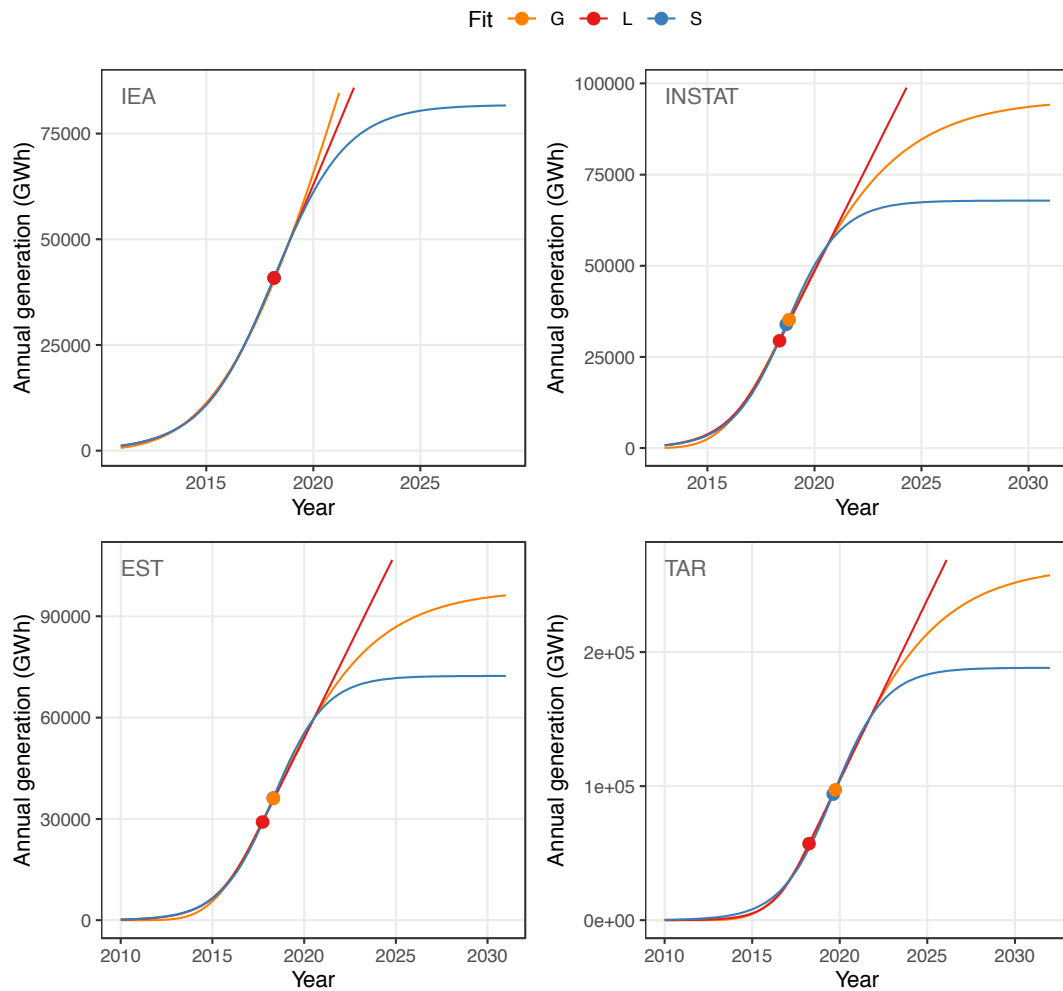 Fit G L S
IEA
Annual generation (GWh)
75000
50000
25000
0
2015 2020 2025
Year
INSTAT
Annual generation (GWh)
100000
75000
50000
25000
0
2015 2020 2025 2030
Year
EST
Annual generation (GWh)
90000
60000
30000
0
2010 2015 2020 2025 2030
Year
TAR
Annual generation (GWh)
2e+05
1e+05
0e+00
2010 2015 2020 2025 2030
Year